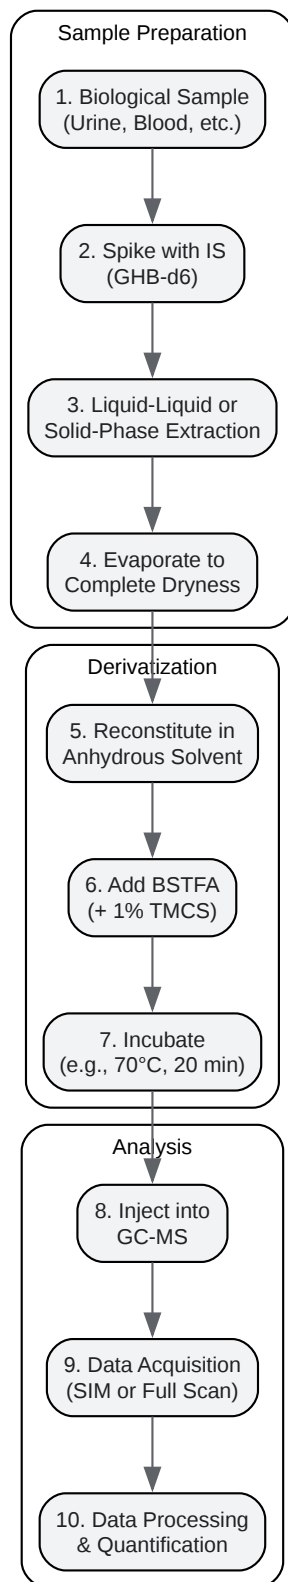 Sample Preparation
1. Biological Sample
(Urine, Blood, etc.)
2. Spike with IS
(GHB-d6)
3. Liquid-Liquid or
Solid-Phase Extraction
4. Evaporate to
Complete Dryness
Derivatization
5. Reconstitute in
Anhydrous Solvent
6. Add BSTFA
(+ 1% TMCS)
7. Incubate
(e.g., 70°C, 20 min)
Analysis
8. Inject into
GC-MS
9. Data Acquisition
(SIM or Full Scan)
10. Data Processing
& Quantification